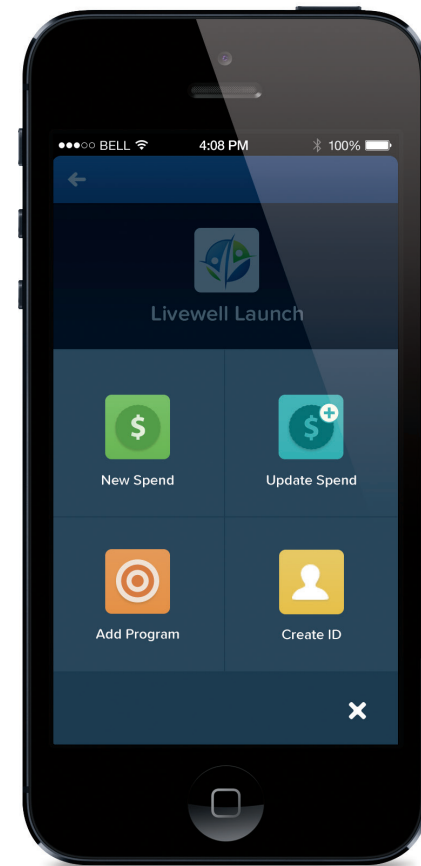 BELL 4:08 PM 100%
Livewell Launch
$ $
New Spend Update Spend
Add Program Create ID